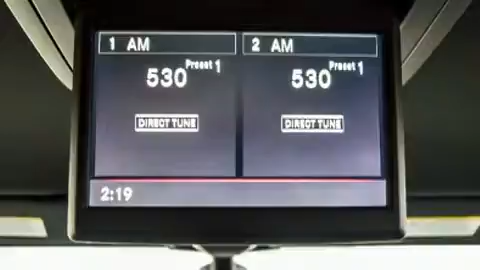 1 AM
530 Preset 1
DIRECT TUNE
2 AM
530 Preset 1
DIRECT TUNE
2:19